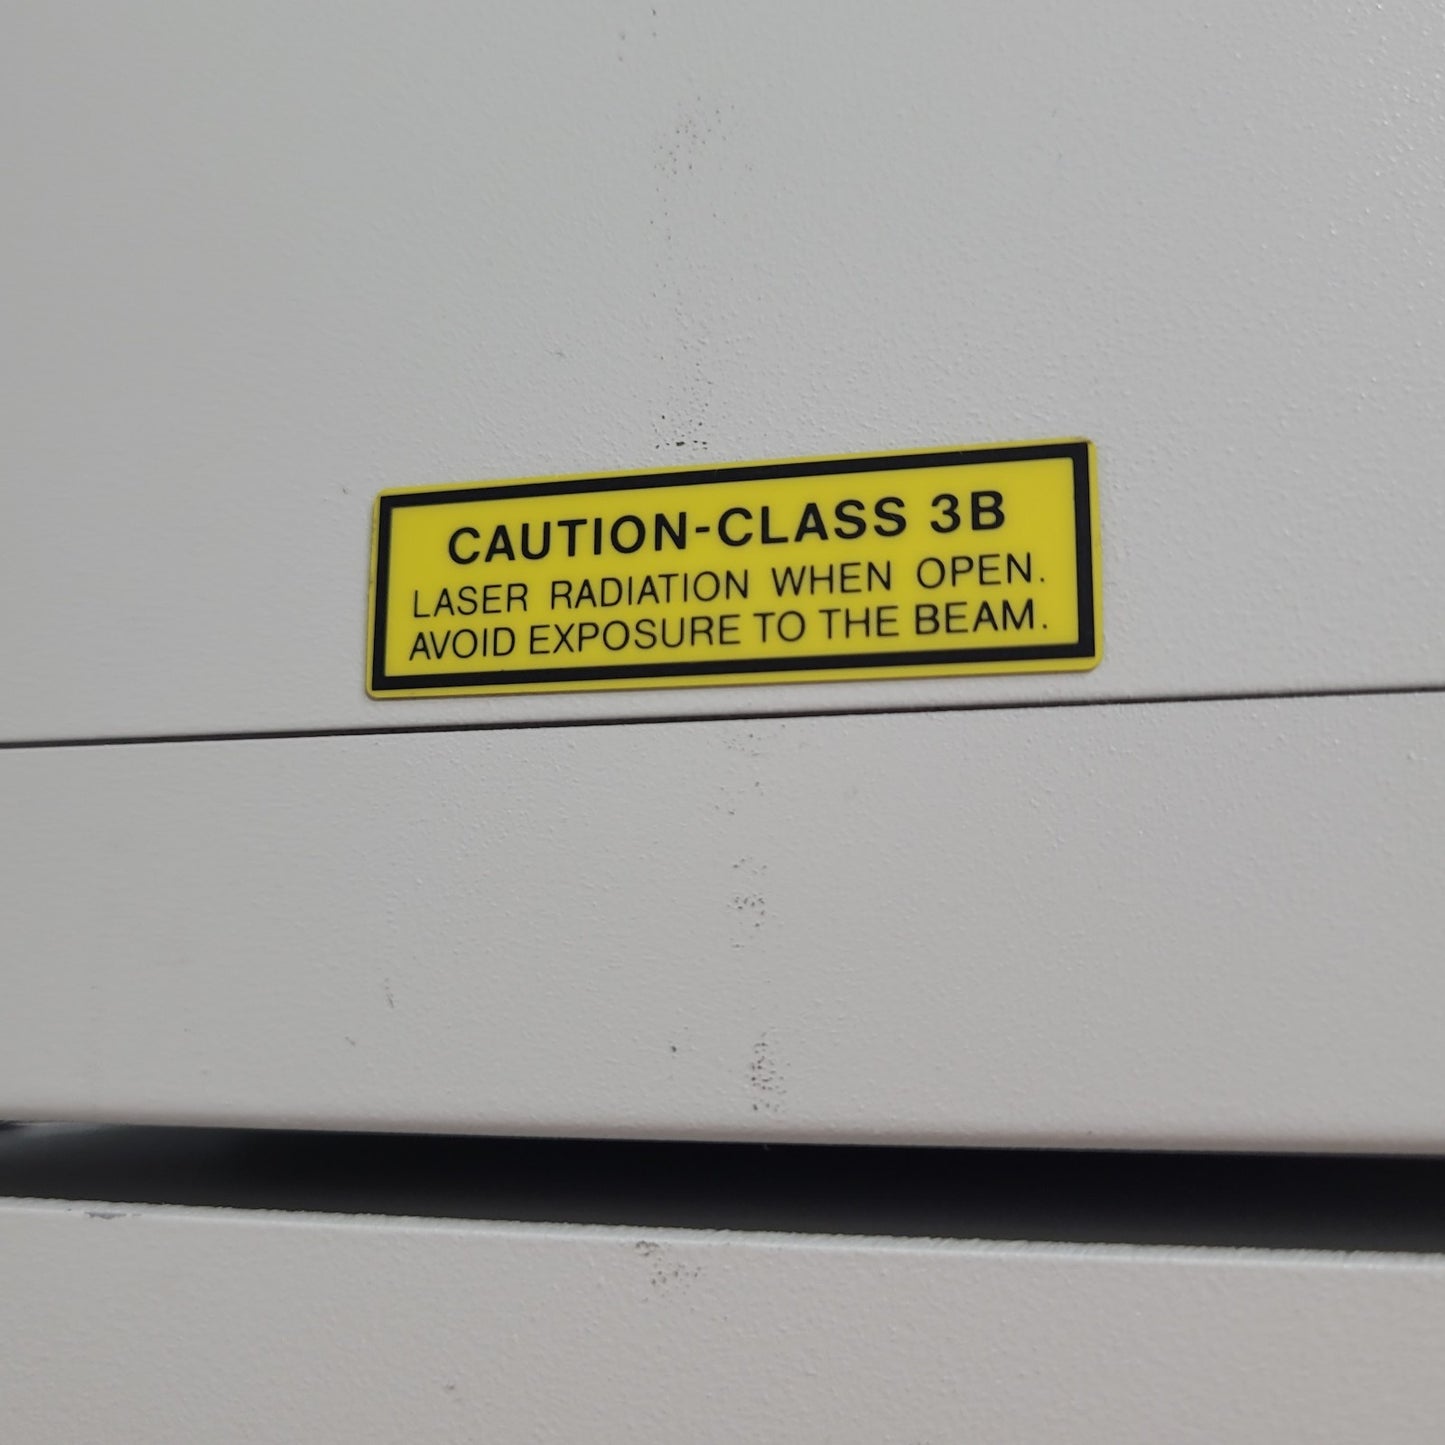 CAUTION-CLASS 3B
LASER RADIATION WHEN OPEN.
AVOID EXPOSURE TO THE BEAM.